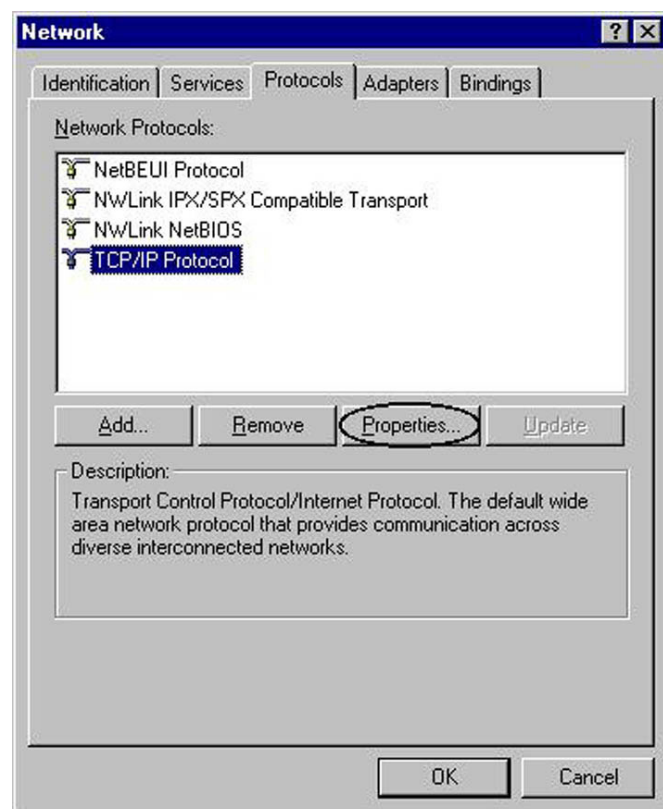 Network
Identification Services Protocols Adapters Bindings
Network Protocols:
NetBEUI Protocol
NWLink IPX/SPX Compatible Transport
NWLink NetBIOS
TCP/IP Protocol
Add... Remove Properties... Update
Description:
Transport Control Protocol/Internet Protocol. The default wide
area network protocol that provides communication across
diverse interconnected networks.
OK Cancel